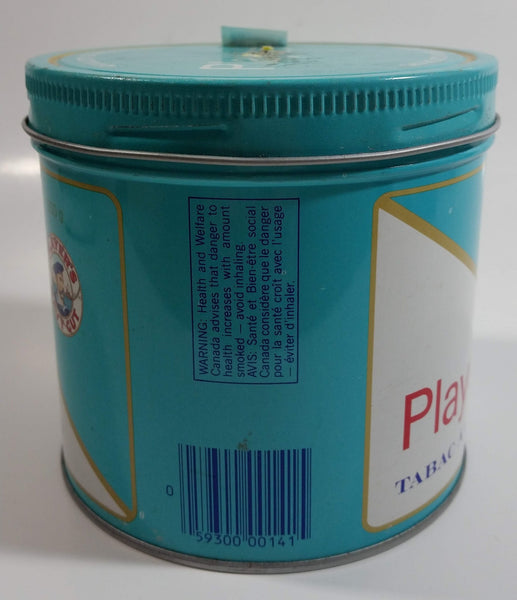 Play
WARNING: Health and Welfare
Canada advises that danger to
health increases with amount
smoked – avoid inhaling.
AVIS: Santé et Bien-être social
Canada considère que le danger
pour la santé croît avec l'usage
– éviter d'inhaler.
Play
TABAC
0
59300 00141